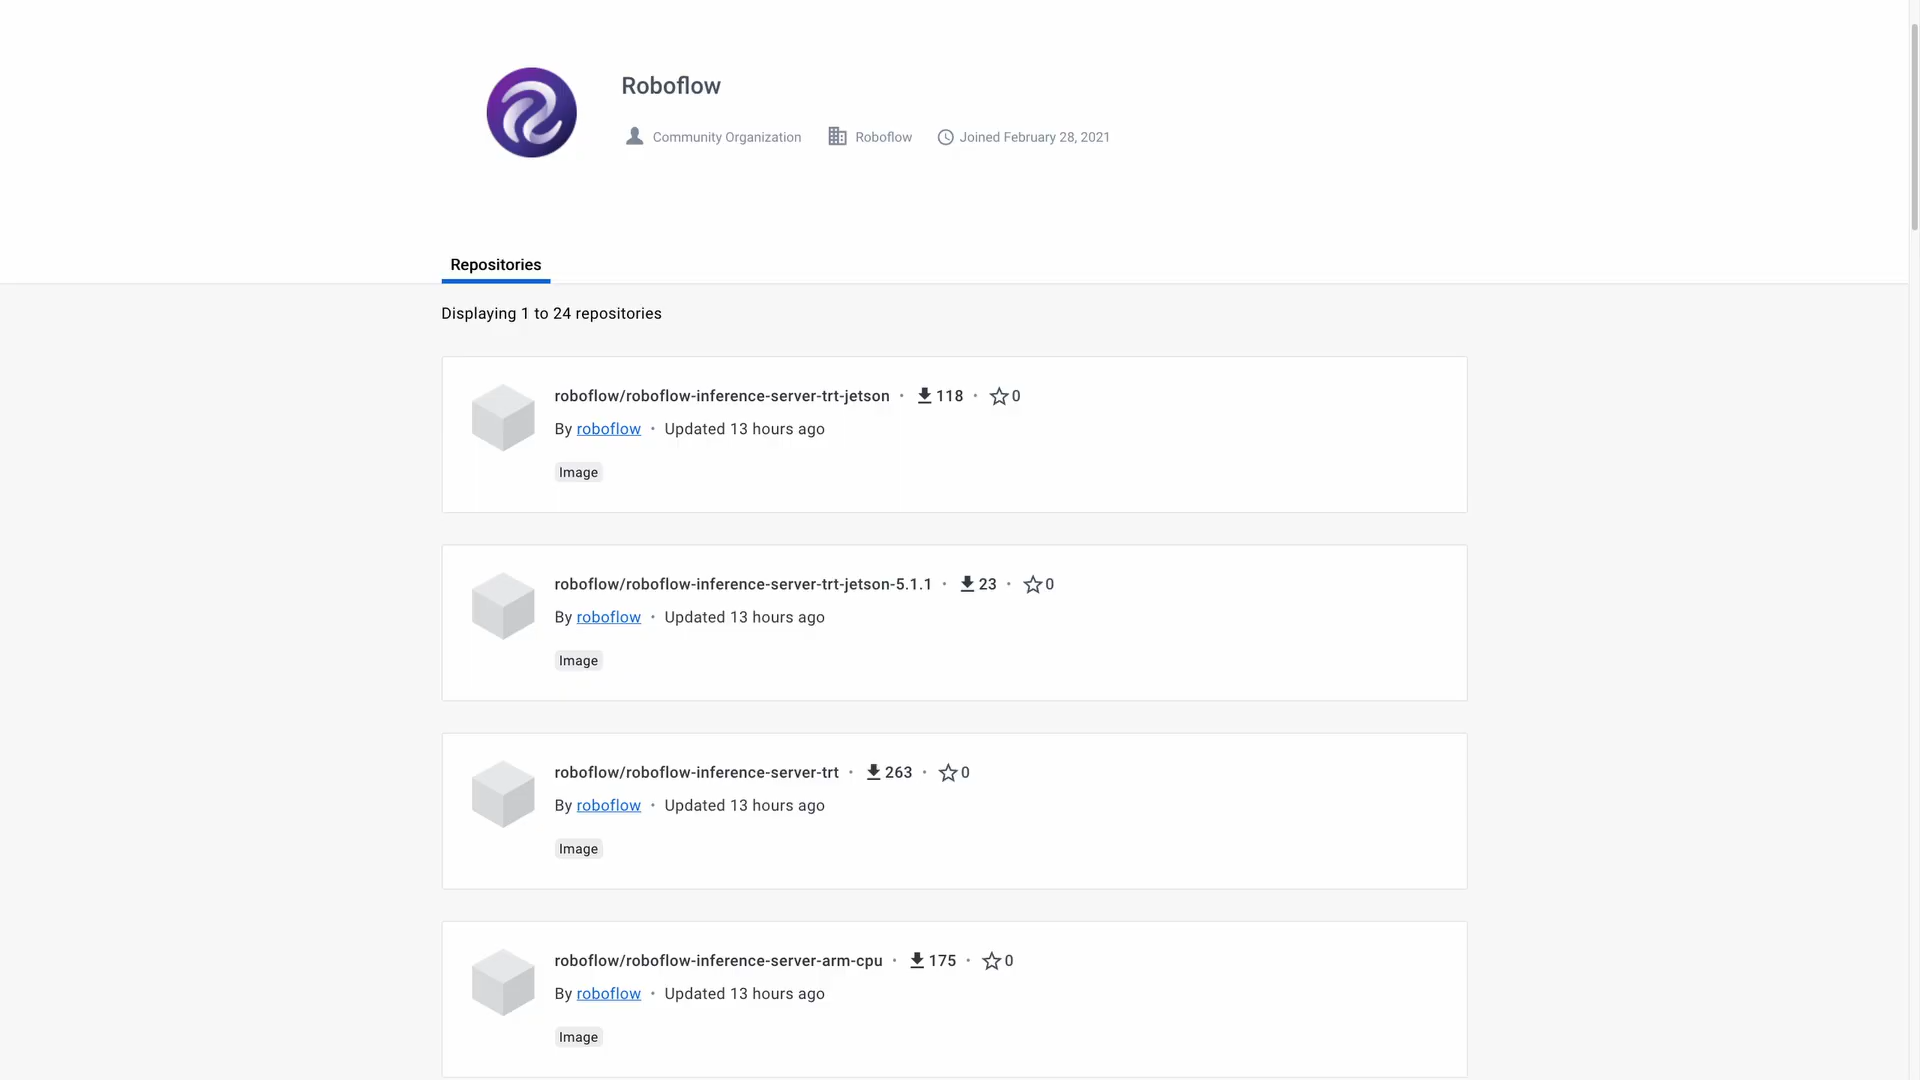 Roboflow
Community Organization Roboflow Joined February 28, 2021
Repositories
Displaying 1 to 24 repositories
roboflow/roboflow-inference-server-trt-jetson • 118 • 0
By roboflow • Updated 13 hours ago
Image
roboflow/roboflow-inference-server-trt-jetson-5.1.1 • 23 • 0
By roboflow • Updated 13 hours ago
Image
roboflow/roboflow-inference-server-trt • 263 • 0
By roboflow • Updated 13 hours ago
Image
roboflow/roboflow-inference-server-arm-cpu • 175 • 0
By roboflow • Updated 13 hours ago
Image